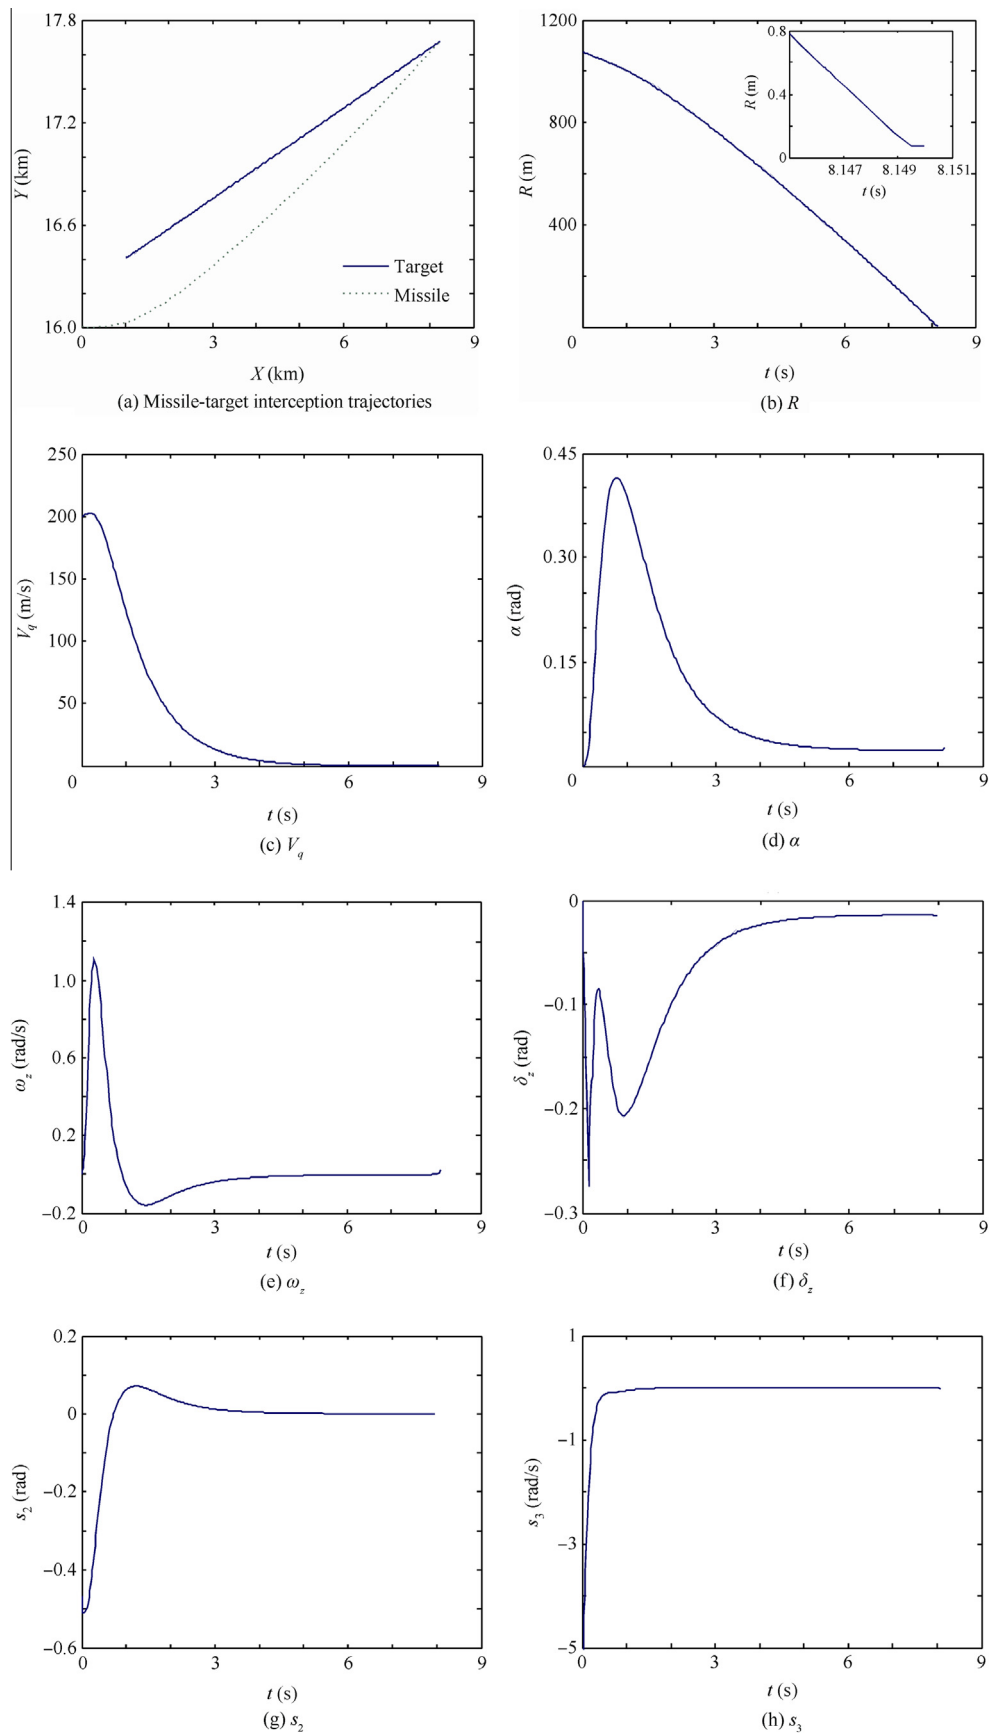 17.8
17.2
16.6
16.0
Y (km)
0
3
6
9
X (km)
Target
Missile
(a) Missile-target interception trajectories
1200
800
400
0
R (m)
0.8
0.4
0
R (m)
8.147
8.149
8.151
t (s)
3
6
9
t (s)
(b) R
250
200
150
100
50
0
V_q (m/s)
3
6
9
t (s)
(c) V_q
0.45
0.30
0.15
0
α (rad)
3
6
9
t (s)
(d) α
1.4
1.0
0.6
0.2
−0.2
ω_z (rad/s)
0
3
6
9
t (s)
(e) ω_z
0
−0.1
−0.2
−0.3
δ_z (rad)
0
3
6
9
t (s)
(f) δ_z
0.2
0
−0.2
−0.4
−0.6
s_2 (rad)
0
3
6
9
t (s)
(g) s_2
1
−1
−3
−5
s_3 (rad/s)
0
3
6
9
t (s)
(h) s_3